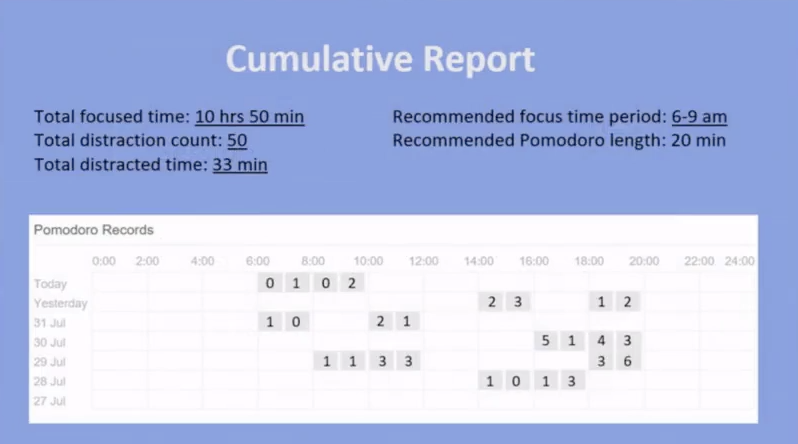 Cumulative Report
Total focused time: 10 hrs 50 min
Total distraction count: 50
Total distracted time: 33 min
Recommended focus time period: 6-9 am
Recommended Pomodoro length: 20 min
Pomodoro Records
0:00 2:00 4:00 6:00 8:00 10:00 12:00 14:00 16:00 18:00 20:00 22:00 24:00
Today 0 1 0 2
Yesterday 2 3 1 2
31 Jul 1 0 2 1
30 Jul 5 1 4 3
29 Jul 1 1 3 3 3 6
28 Jul 1 0 1 3
27 Jul